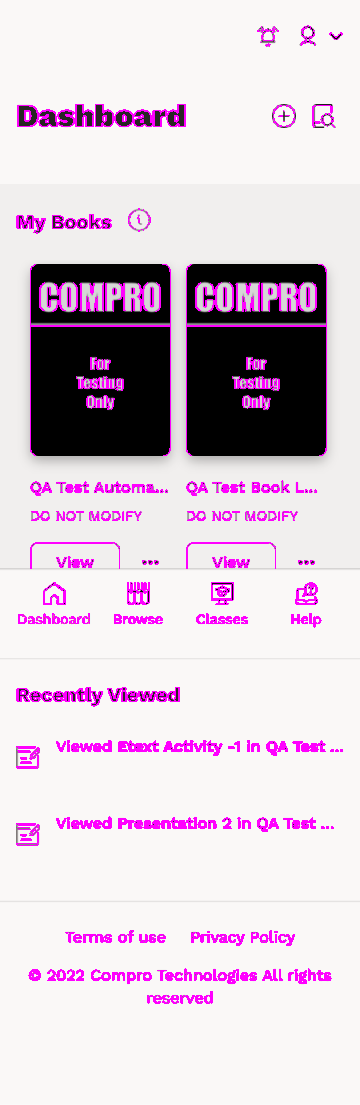 Dashboard
My Books
COMPRO
For
Testing
Only
COMPRO
For
Testing
Only
QA Test Automa...
QA Test Book L...
DO NOT MODIFY
DO NOT MODIFY
View
View
Dashboard
Browse
Classes
Help
Recently Viewed
Viewed Etext Activity -1 in QA Test ...
Viewed Presentation 2 in QA Test ...
Terms of use
Privacy Policy
© 2022 Compro Technologies All rights
reserved